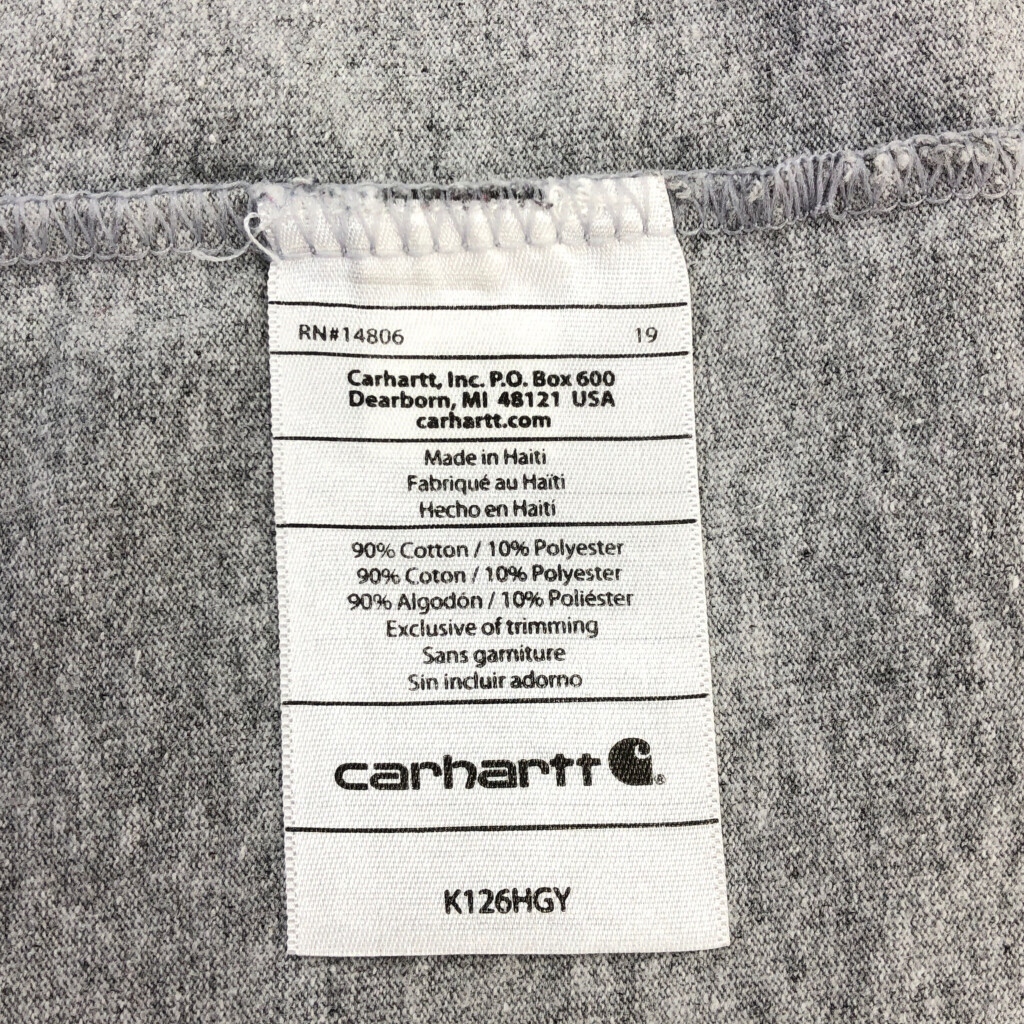 RN#14806 19
Carhartt, Inc. P.O. Box 600
Dearborn, MI 48121 USA
carhartt.com
Made in Haiti
Fabriqué au Haïti
Hecho en Haití
90% Cotton / 10% Polyester
90% Coton / 10% Polyester
90% Algodón / 10% Poliéster
Exclusive of trimming
Sans garniture
Sin incluir adorno
carhartt ®
K126HGY